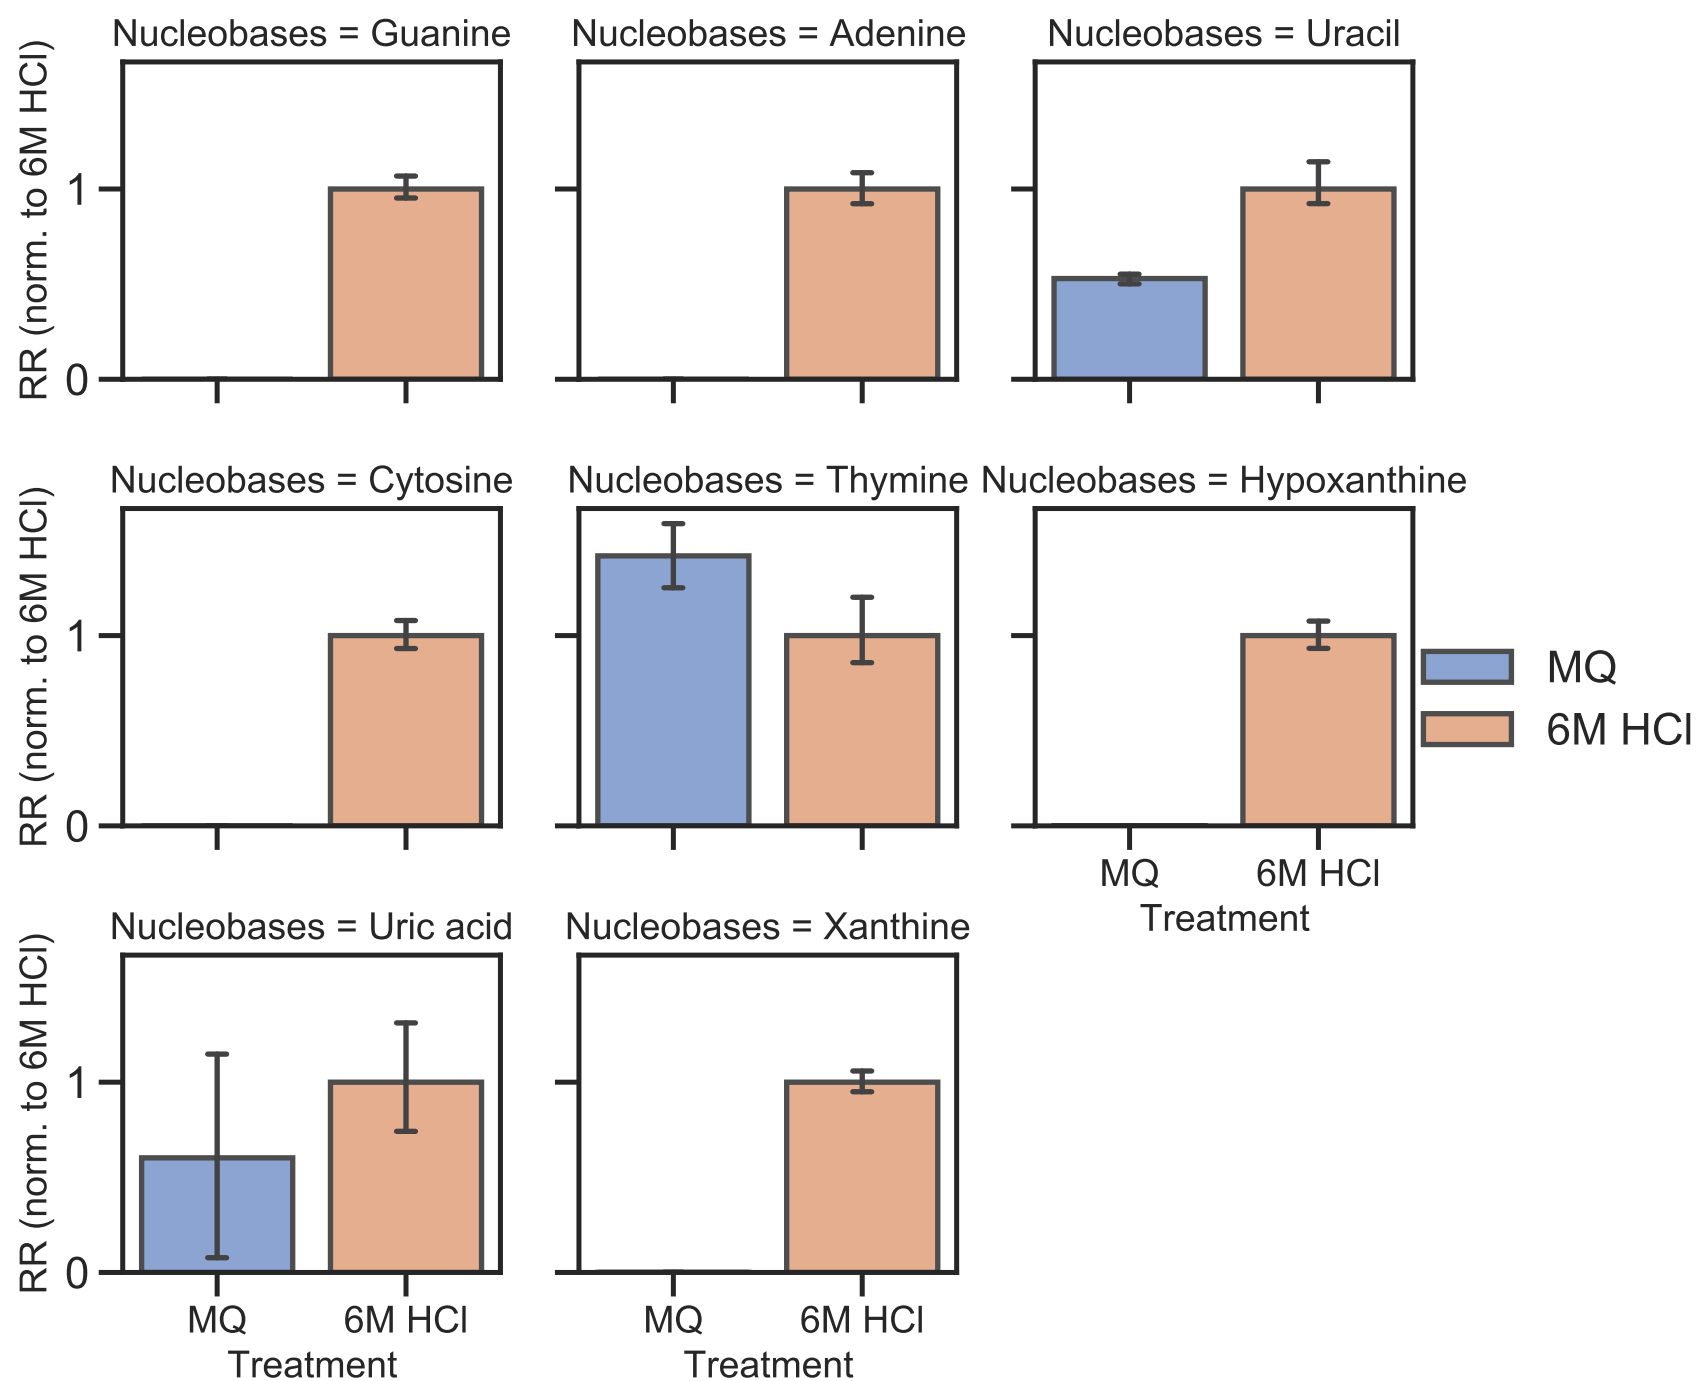 Nucleobases = Guanine
Nucleobases = Adenine
Nucleobases = Uracil
RR (norm. to 6M HCl)
1
0
Nucleobases = Cytosine
Nucleobases = Thymine
Nucleobases = Hypoxanthine
RR (norm. to 6M HCl)
1
0
MQ
6M HCl
MQ 6M HCl
Treatment
Nucleobases = Uric acid
Nucleobases = Xanthine
RR (norm. to 6M HCl)
1
0
MQ 6M HCl
Treatment
MQ 6M HCl
Treatment